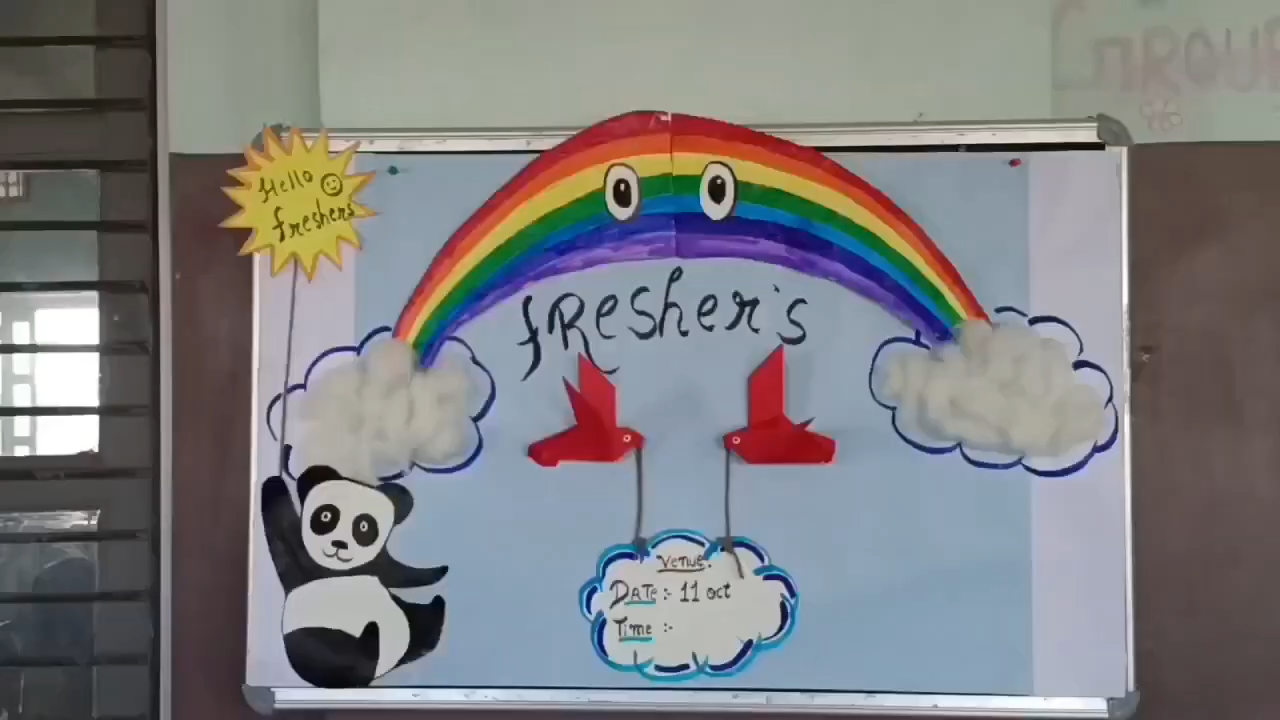 Hello
freshers
fResher's
Venue.
DATE :- 11 oct
Time :-